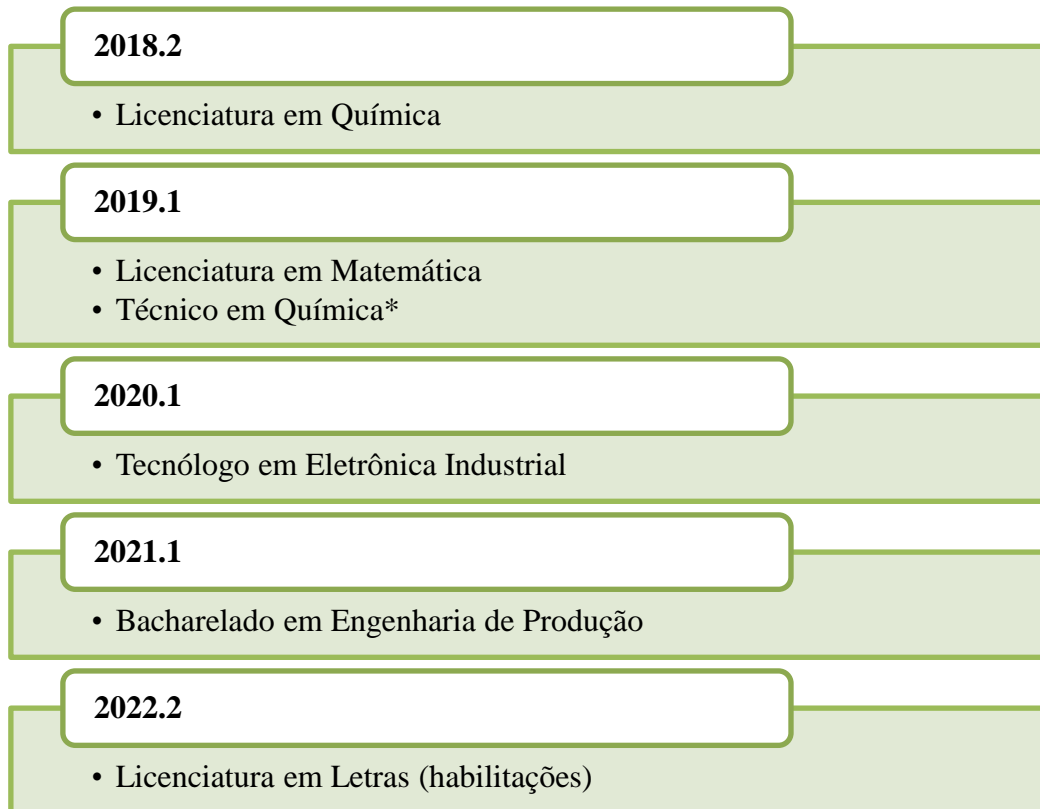 2018.2
• Licenciatura em Química
2019.1
• Licenciatura em Matemática
• Técnico em Química*
2020.1
• Tecnólogo em Eletrônica Industrial
2021.1
• Bacharelado em Engenharia de Produção
2022.2
• Licenciatura em Letras (habilitações)